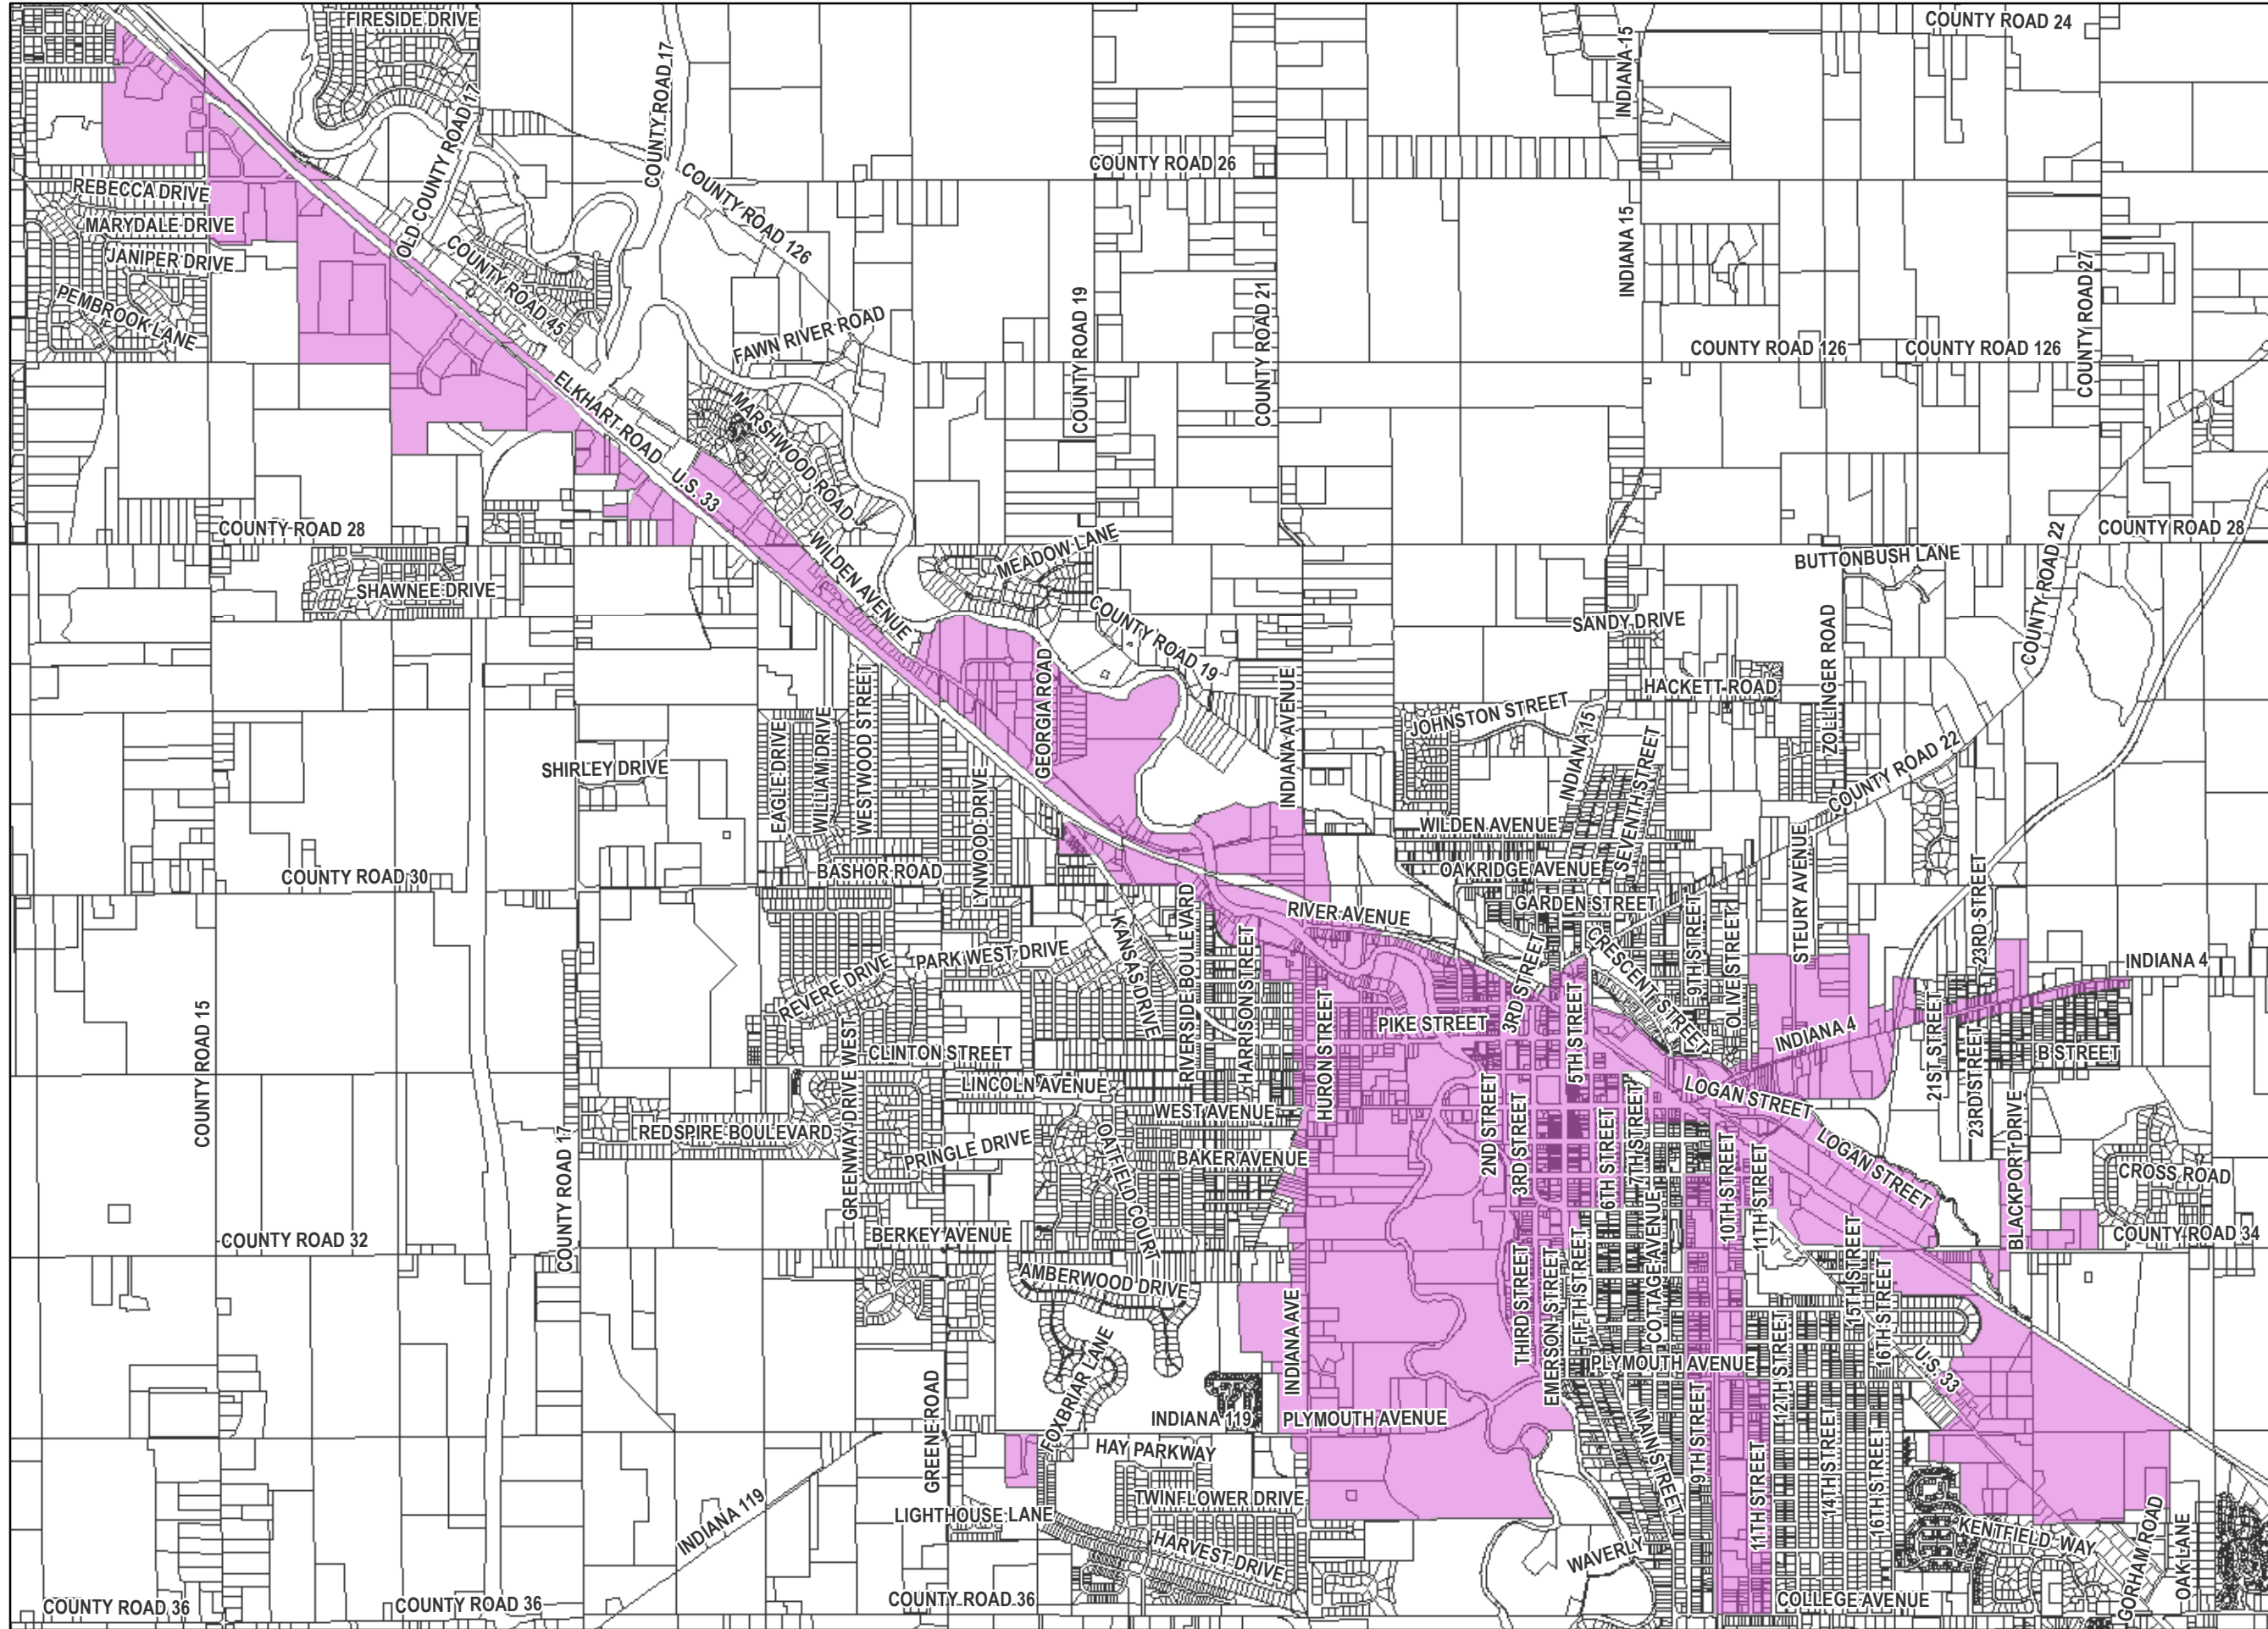 FIRESIDE DRIVE
COUNTY ROAD 24
INDIANA 15
COUNTY ROAD 17
OLD COUNTY ROAD 17
COUNTY ROAD 26
REBECCA DRIVE
COUNTY ROAD 126
MARYDALE DRIVE
JANIPER DRIVE
COUNTY ROAD 45
INDIANA 15
COUNTY ROAD 27
PEMBROOK LANE
COUNTY ROAD 19
COUNTY ROAD 21
FAWN RIVER ROAD
COUNTY ROAD 126
COUNTY ROAD 126
ELKHART ROAD
MARSHWOOD ROAD
U.S. 33
COUNTY ROAD 28
COUNTY ROAD 28
WILDEN AVENUE
MEADOW LANE
BUTTONBUSH LANE
COUNTY ROAD 22
SHAWNEE DRIVE
COUNTY ROAD 19
SANDY DRIVE
GEORGIA ROAD
ZOLLINGER ROAD
HACKETT ROAD
INDIANA AVENUE
JOHNSTON STREET
INDIANA 15
SEVENTH STREET
SHIRLEY DRIVE
EAGLE DRIVE
WILLIAM DRIVE
WESTWOOD STREET
LYNWOOD DRIVE
COUNTY ROAD 22
WILDEN AVENUE
STEURY AVENUE
COUNTY ROAD 30
BASHOR ROAD
OAKRIDGE AVENUE
RIVER AVENUE
GARDEN STREET
23RD STREET
KANSAS DRIVE
RIVERSIDE BOULEVARD
HARRISON STREET
CRESCENT STREET
9TH STREET
OLIVE STREET
PARK WEST DRIVE
REVERE DRIVE
3RD STREET
INDIANA 4
COUNTY ROAD 15
HURON STREET
PIKE STREET
5TH STREET
INDIANA 4
21ST STREET
23RD STREET
B STREET
CLINTON STREET
LINCOLN AVENUE
LOGAN STREET
WEST AVENUE
2ND STREET
3RD STREET
6TH STREET
7TH STREET
REDSPIRE BOULEVARD
GREENWAY DRIVE WEST
PRINGLE DRIVE
OATFIELD COURT
BAKER AVENUE
10TH STREET
11TH STREET
LOGAN STREET
BLACKPORT DRIVE
CROSS ROAD
COUNTY ROAD 17
COUNTY ROAD 32
BERKEY AVENUE
COTTAGE AVENUE
COUNTY ROAD 34
AMBERWOOD DRIVE
INDIANA AVE
THIRD STREET
EMERSON STREET
FIFTH STREET
15TH STREET
16TH STREET
FOXBRIAR LANE
PLYMOUTH AVENUE
12TH STREET
U.S. 33
GREENE ROAD
INDIANA 119
PLYMOUTH AVENUE
MAIN STREET
9TH STREET
HAY PARKWAY
11TH STREET
14TH STREET
16TH STREET
TWINFLOWER DRIVE
LIGHTHOUSE LANE
INDIANA 119
HARVEST DRIVE
WAVERLY
KENTFIELD WAY
GORHAM ROAD
OAK LANE
COUNTY ROAD 36
COUNTY ROAD 36
COUNTY ROAD 36
COLLEGE AVENUE